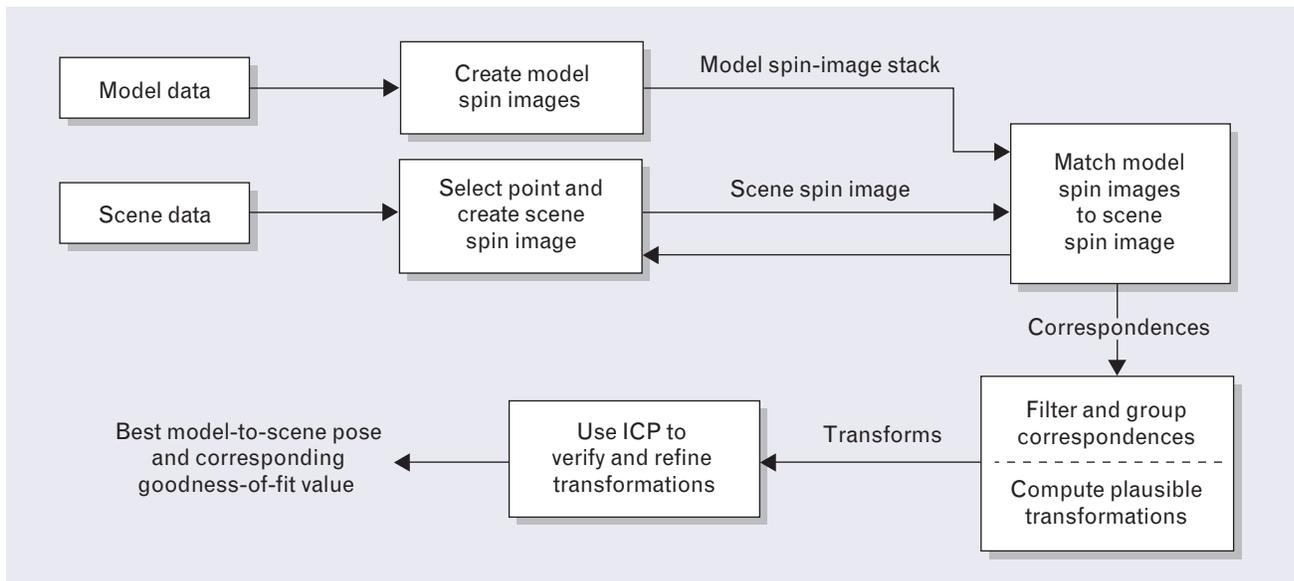 Model data
Create model
spin images
Model spin-image stack
Scene data
Select point and
create scene
spin image
Scene spin image
Match model
spin images
to scene
spin image
Correspondences
Filter and group
correspondences
Compute plausible
transformations
Transforms
Use ICP to
verify and refine
transformations
Best model-to-scene pose
and corresponding
goodness-of-fit value